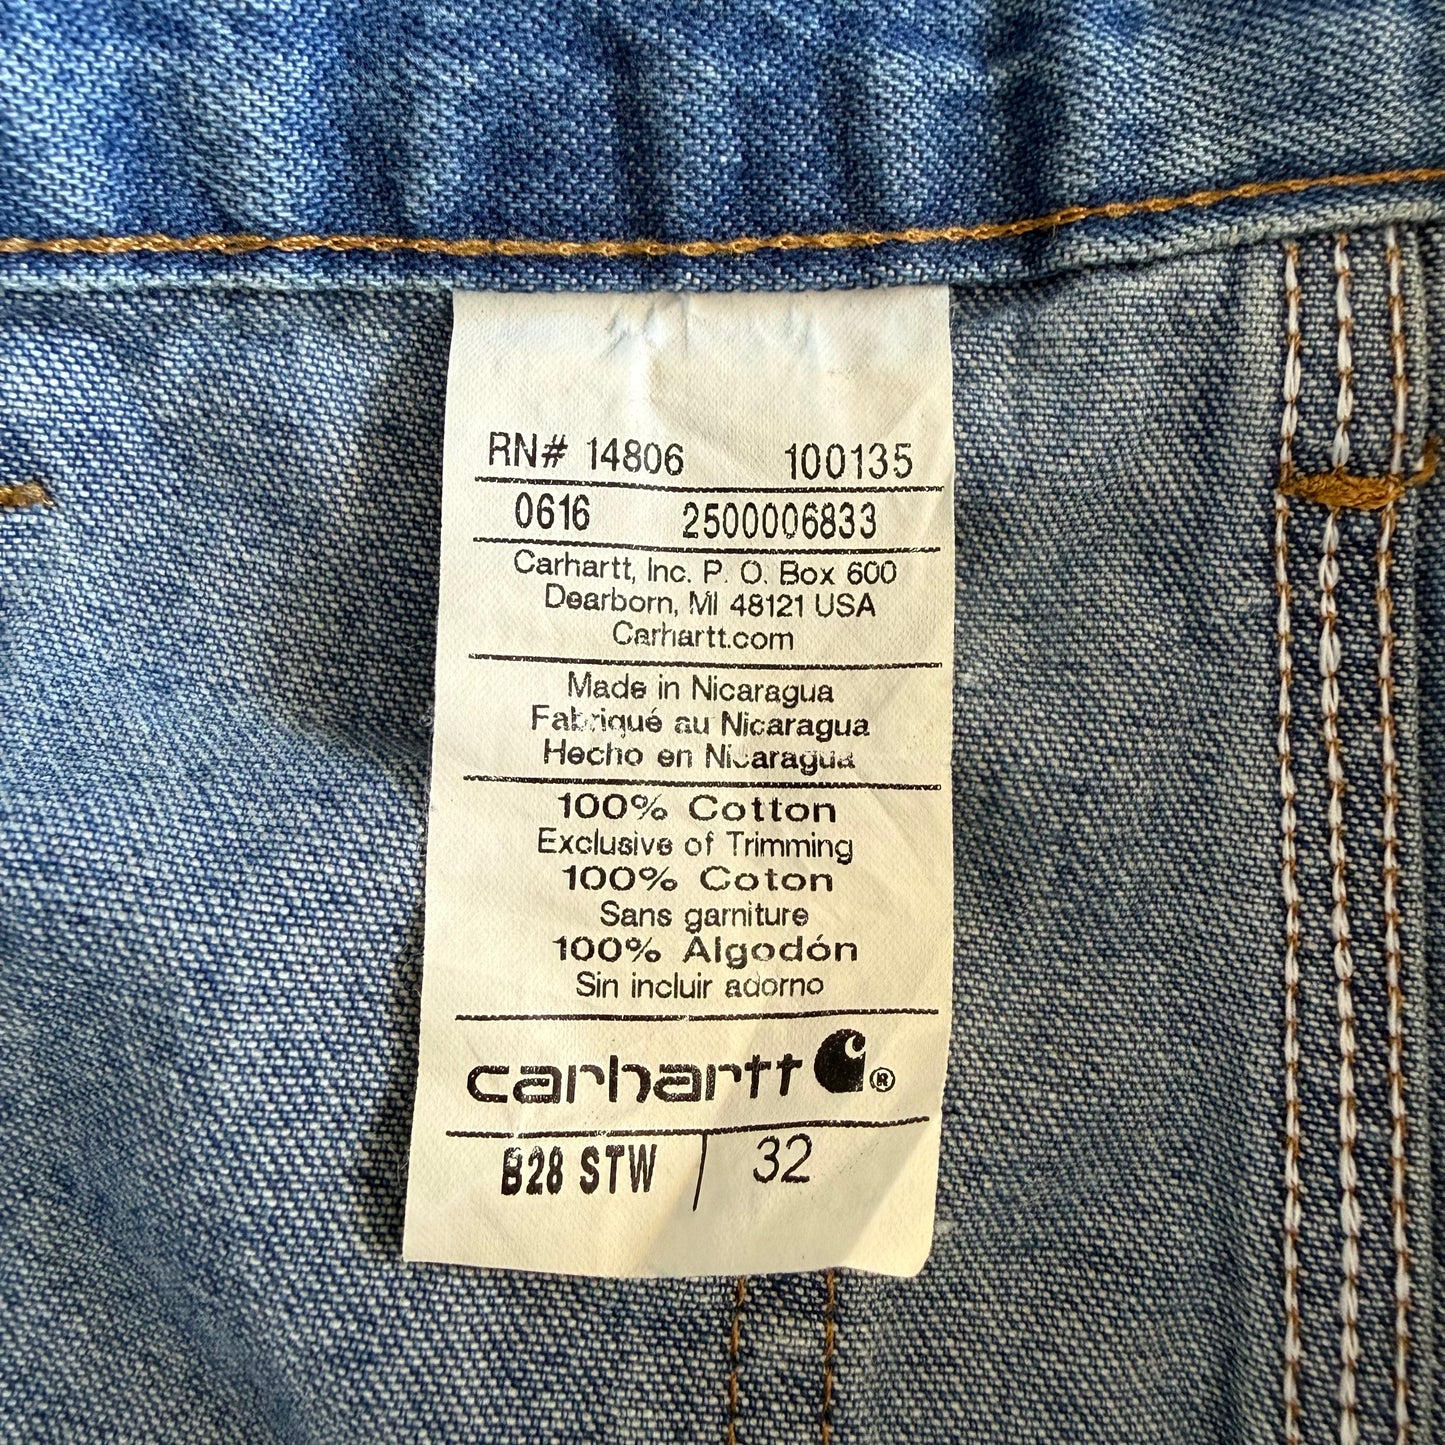 RN# 14806 100135
0616 2500006833
Carhartt, Inc. P. O. Box 600
Dearborn, MI 48121 USA
Carhartt.com
Made in Nicaragua
Fabriqué au Nicaragua
Hecho en Nicaragua
100% Cotton
Exclusive of Trimming
100% Coton
Sans garniture
100% Algodón
Sin incluir adorno
carhartt ®
B28 STW / 32